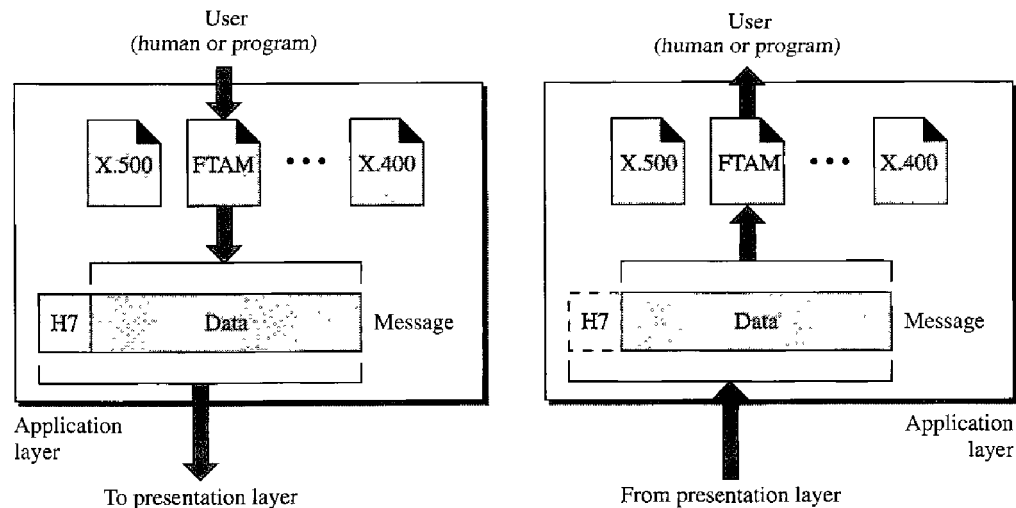 User
(human or program)
X.500
FTAM
X.400
H7
Data
Message
Application
layer
To presentation layer
User
(human or program)
X.500
FTAM
X.400
H7
Data
Message
Application
layer
From presentation layer